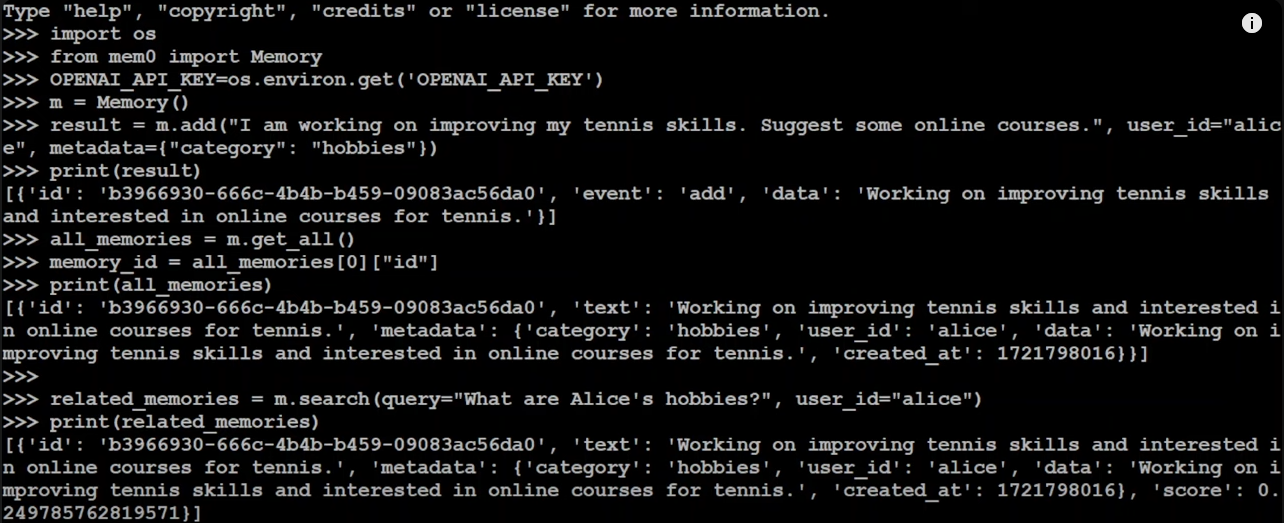 Type "help", "copyright", "credits" or "license" for more information.
>>> import os
>>> from mem0 import Memory
>>> OPENAI_API_KEY=os.environ.get('OPENAI_API_KEY')
>>> m = Memory()
>>> result = m.add("I am working on improving my tennis skills. Suggest some online courses.", user_id="alic
e", metadata={"category": "hobbies"})
>>> print(result)
[{'id': 'b3966930-666c-4b4b-b459-09083ac56da0', 'event': 'add', 'data': 'Working on improving tennis skills
and interested in online courses for tennis.'}]
>>> all_memories = m.get_all()
>>> memory_id = all_memories[0]["id"]
>>> print(all_memories)
[{'id': 'b3966930-666c-4b4b-b459-09083ac56da0', 'text': 'Working on improving tennis skills and interested i
n online courses for tennis.', 'metadata': {'category': 'hobbies', 'user_id': 'alice', 'data': 'Working on i
mproving tennis skills and interested in online courses for tennis.', 'created_at': 1721798016}}]
>>>
>>> related_memories = m.search(query="What are Alice's hobbies?", user_id="alice")
>>> print(related_memories)
[{'id': 'b3966930-666c-4b4b-b459-09083ac56da0', 'text': 'Working on improving tennis skills and interested i
n online courses for tennis.', 'metadata': {'category': 'hobbies', 'user_id': 'alice', 'data': 'Working on i
mproving tennis skills and interested in online courses for tennis.', 'created_at': 1721798016}, 'score': 0.
249785762819571}]